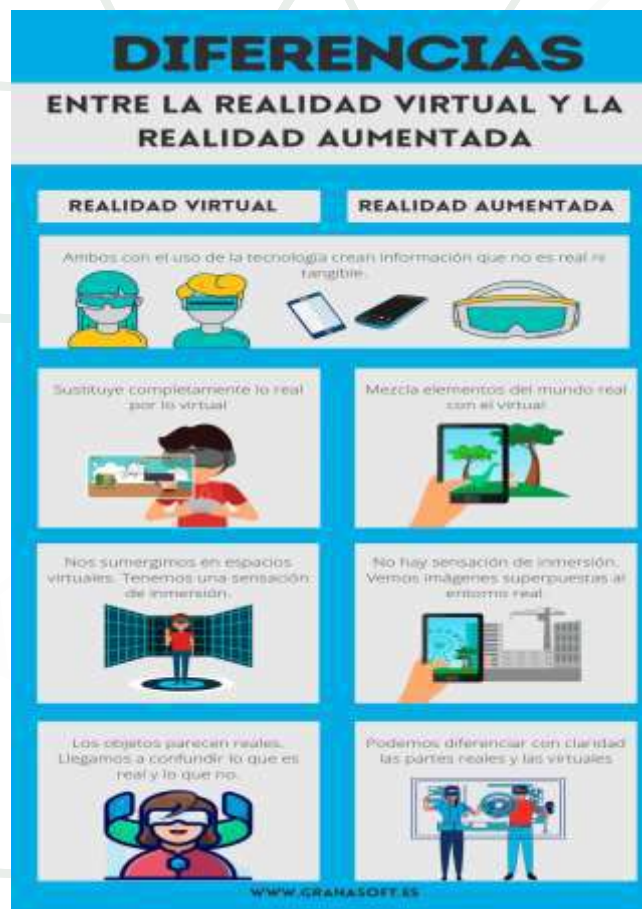 DIFERENCIAS
ENTRE LA REALIDAD VIRTUAL Y LA
REALIDAD AUMENTADA
REALIDAD VIRTUAL
REALIDAD AUMENTADA
Ambos con el uso de la tecnología crean información que no es real ni
tangible.
Sustituye completamente lo real
por lo virtual
Mezcla elementos del mundo real
con el virtual
Nos sumergimos en espacios
virtuales. Tenemos una sensación
de inmersión.
No hay sensación de inmersión.
Vemos imágenes superpuestas al
entorno real
Los objetos parecen reales.
Llegamos a confundir lo que es
real y lo que no.
Podemos diferenciar con claridad
las partes reales y las virtuales
WWW.GRANASOFT.ES